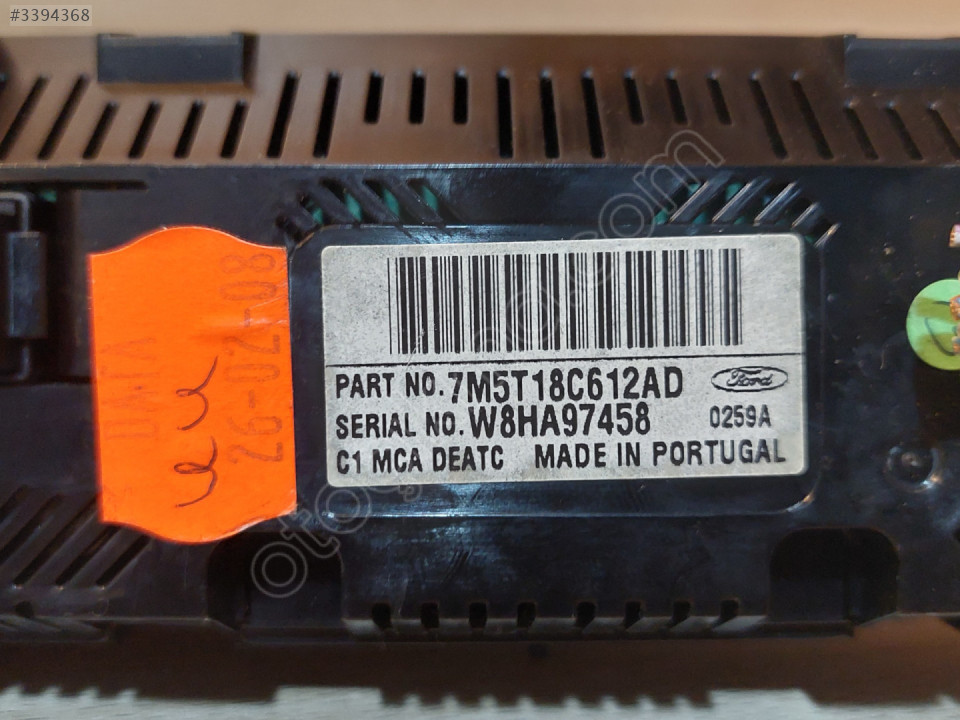 #3394368
26-02-08
PART NO. 7M5T18C612AD Ford
SERIAL NO. W8HA97458 0259A
C1 MCA DEATC MADE IN PORTUGAL